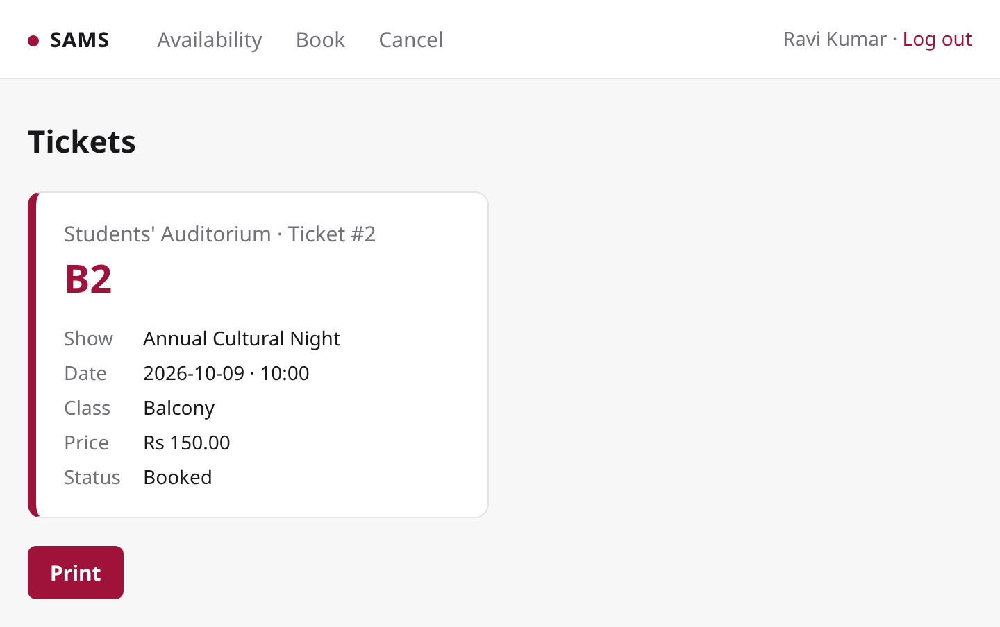 SAMS Availability Book Cancel Ravi Kumar · Log out
Tickets
Students' Auditorium · Ticket #2
B2
Show Annual Cultural Night
Date 2026-10-09 · 10:00
Class Balcony
Price Rs 150.00
Status Booked
Print